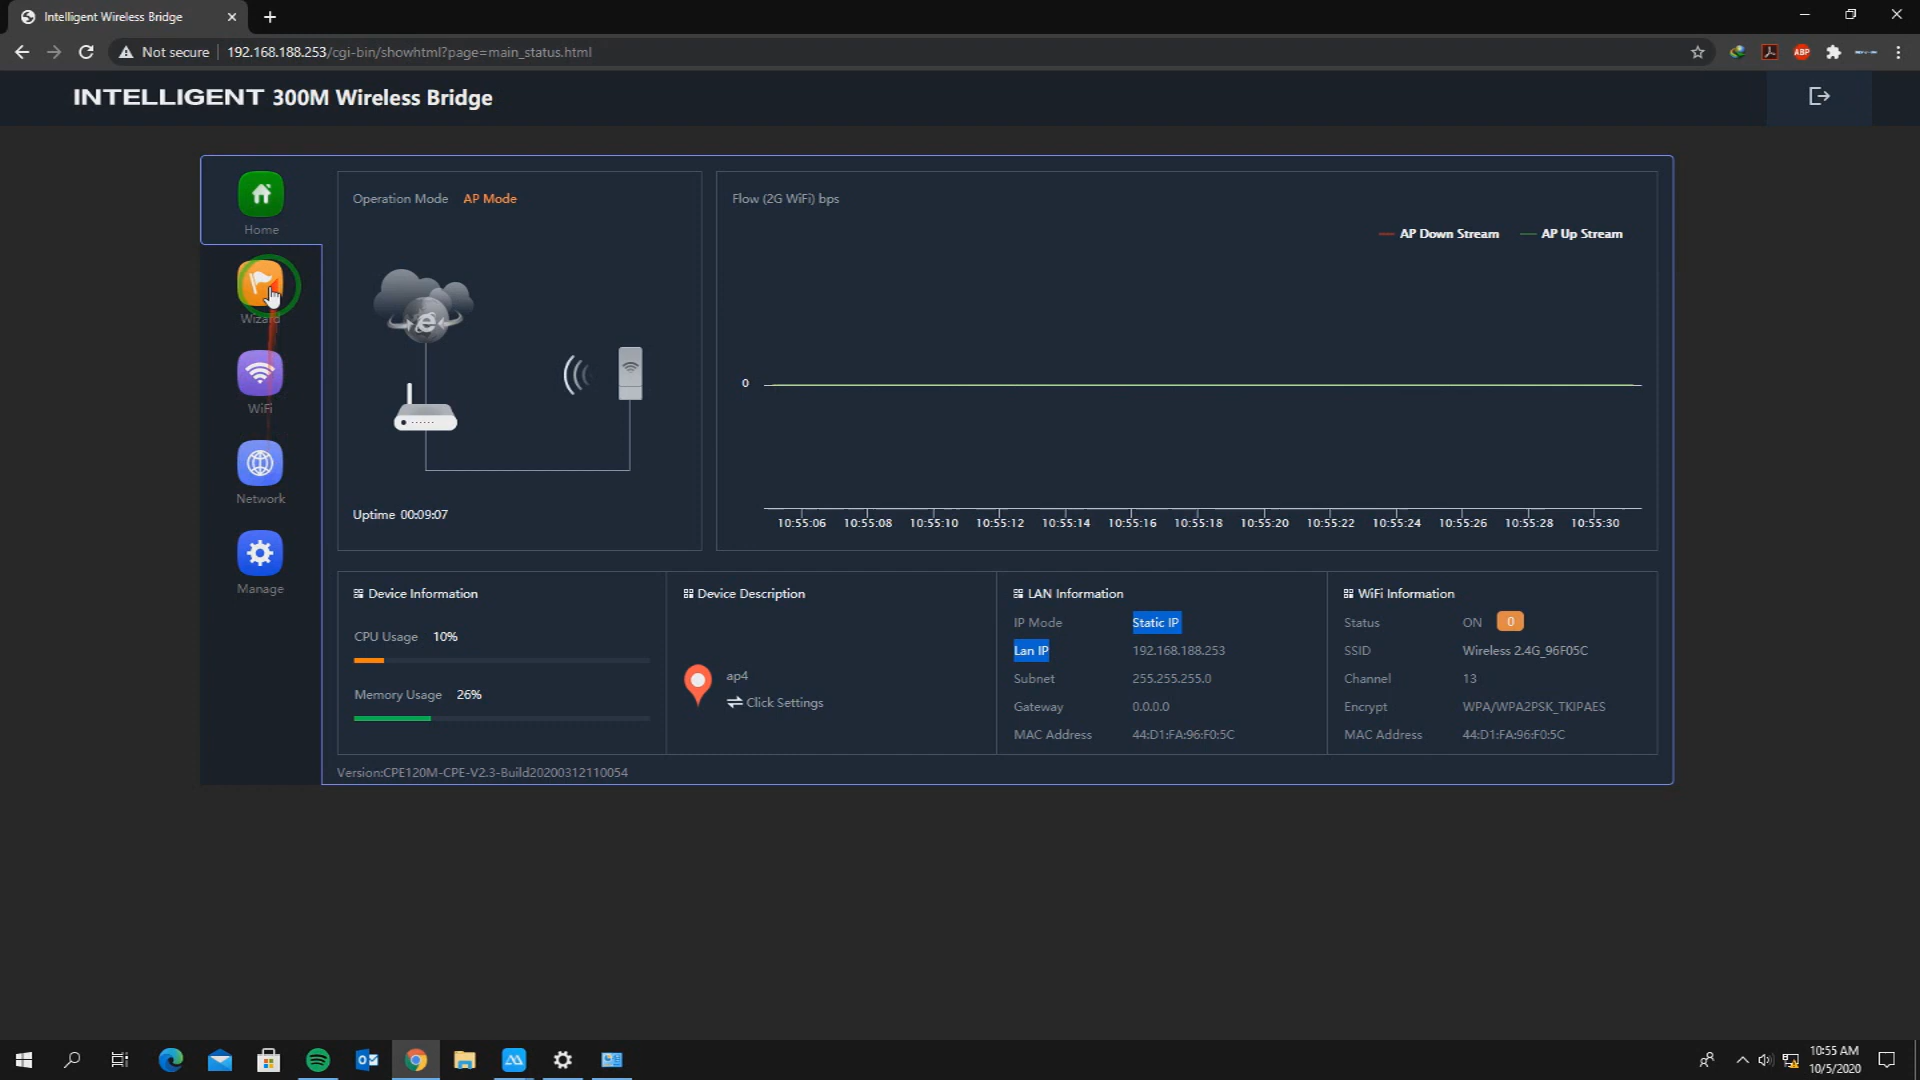 Intelligent Wireless Bridge
Not secure 192.168.188.253/cgi-bin/showhtml?page=main_status.html
ABP
INTELLIGENT 300M Wireless Bridge
Home
Wizard
WiFi
Network
Manage
Operation Mode AP Mode
Uptime 00:09:07
Flow (2G WiFi) bps
AP Down Stream AP Up Stream
0
10:55:06 10:55:08 10:55:10 10:55:12 10:55:14 10:55:16 10:55:18 10:55:20 10:55:22 10:55:24 10:55:26 10:55:28 10:55:30
Device Information
CPU Usage 10%
Memory Usage 26%
Device Description
ap4
Click Settings
LAN Information
IP Mode Static IP
Lan IP 192.168.188.253
Subnet 255.255.255.0
Gateway 0.0.0.0
MAC Address 44:D1:FA:96:F0:5C
WiFi Information
Status ON 0
SSID Wireless 2.4G_96F05C
Channel 13
Encrypt WPA/WPA2PSK_TKIPAES
MAC Address 44:D1:FA:96:F0:5C
Version:CPE120M-CPE-V2.3-Build20200312110054
10:55 AM
10/5/2020